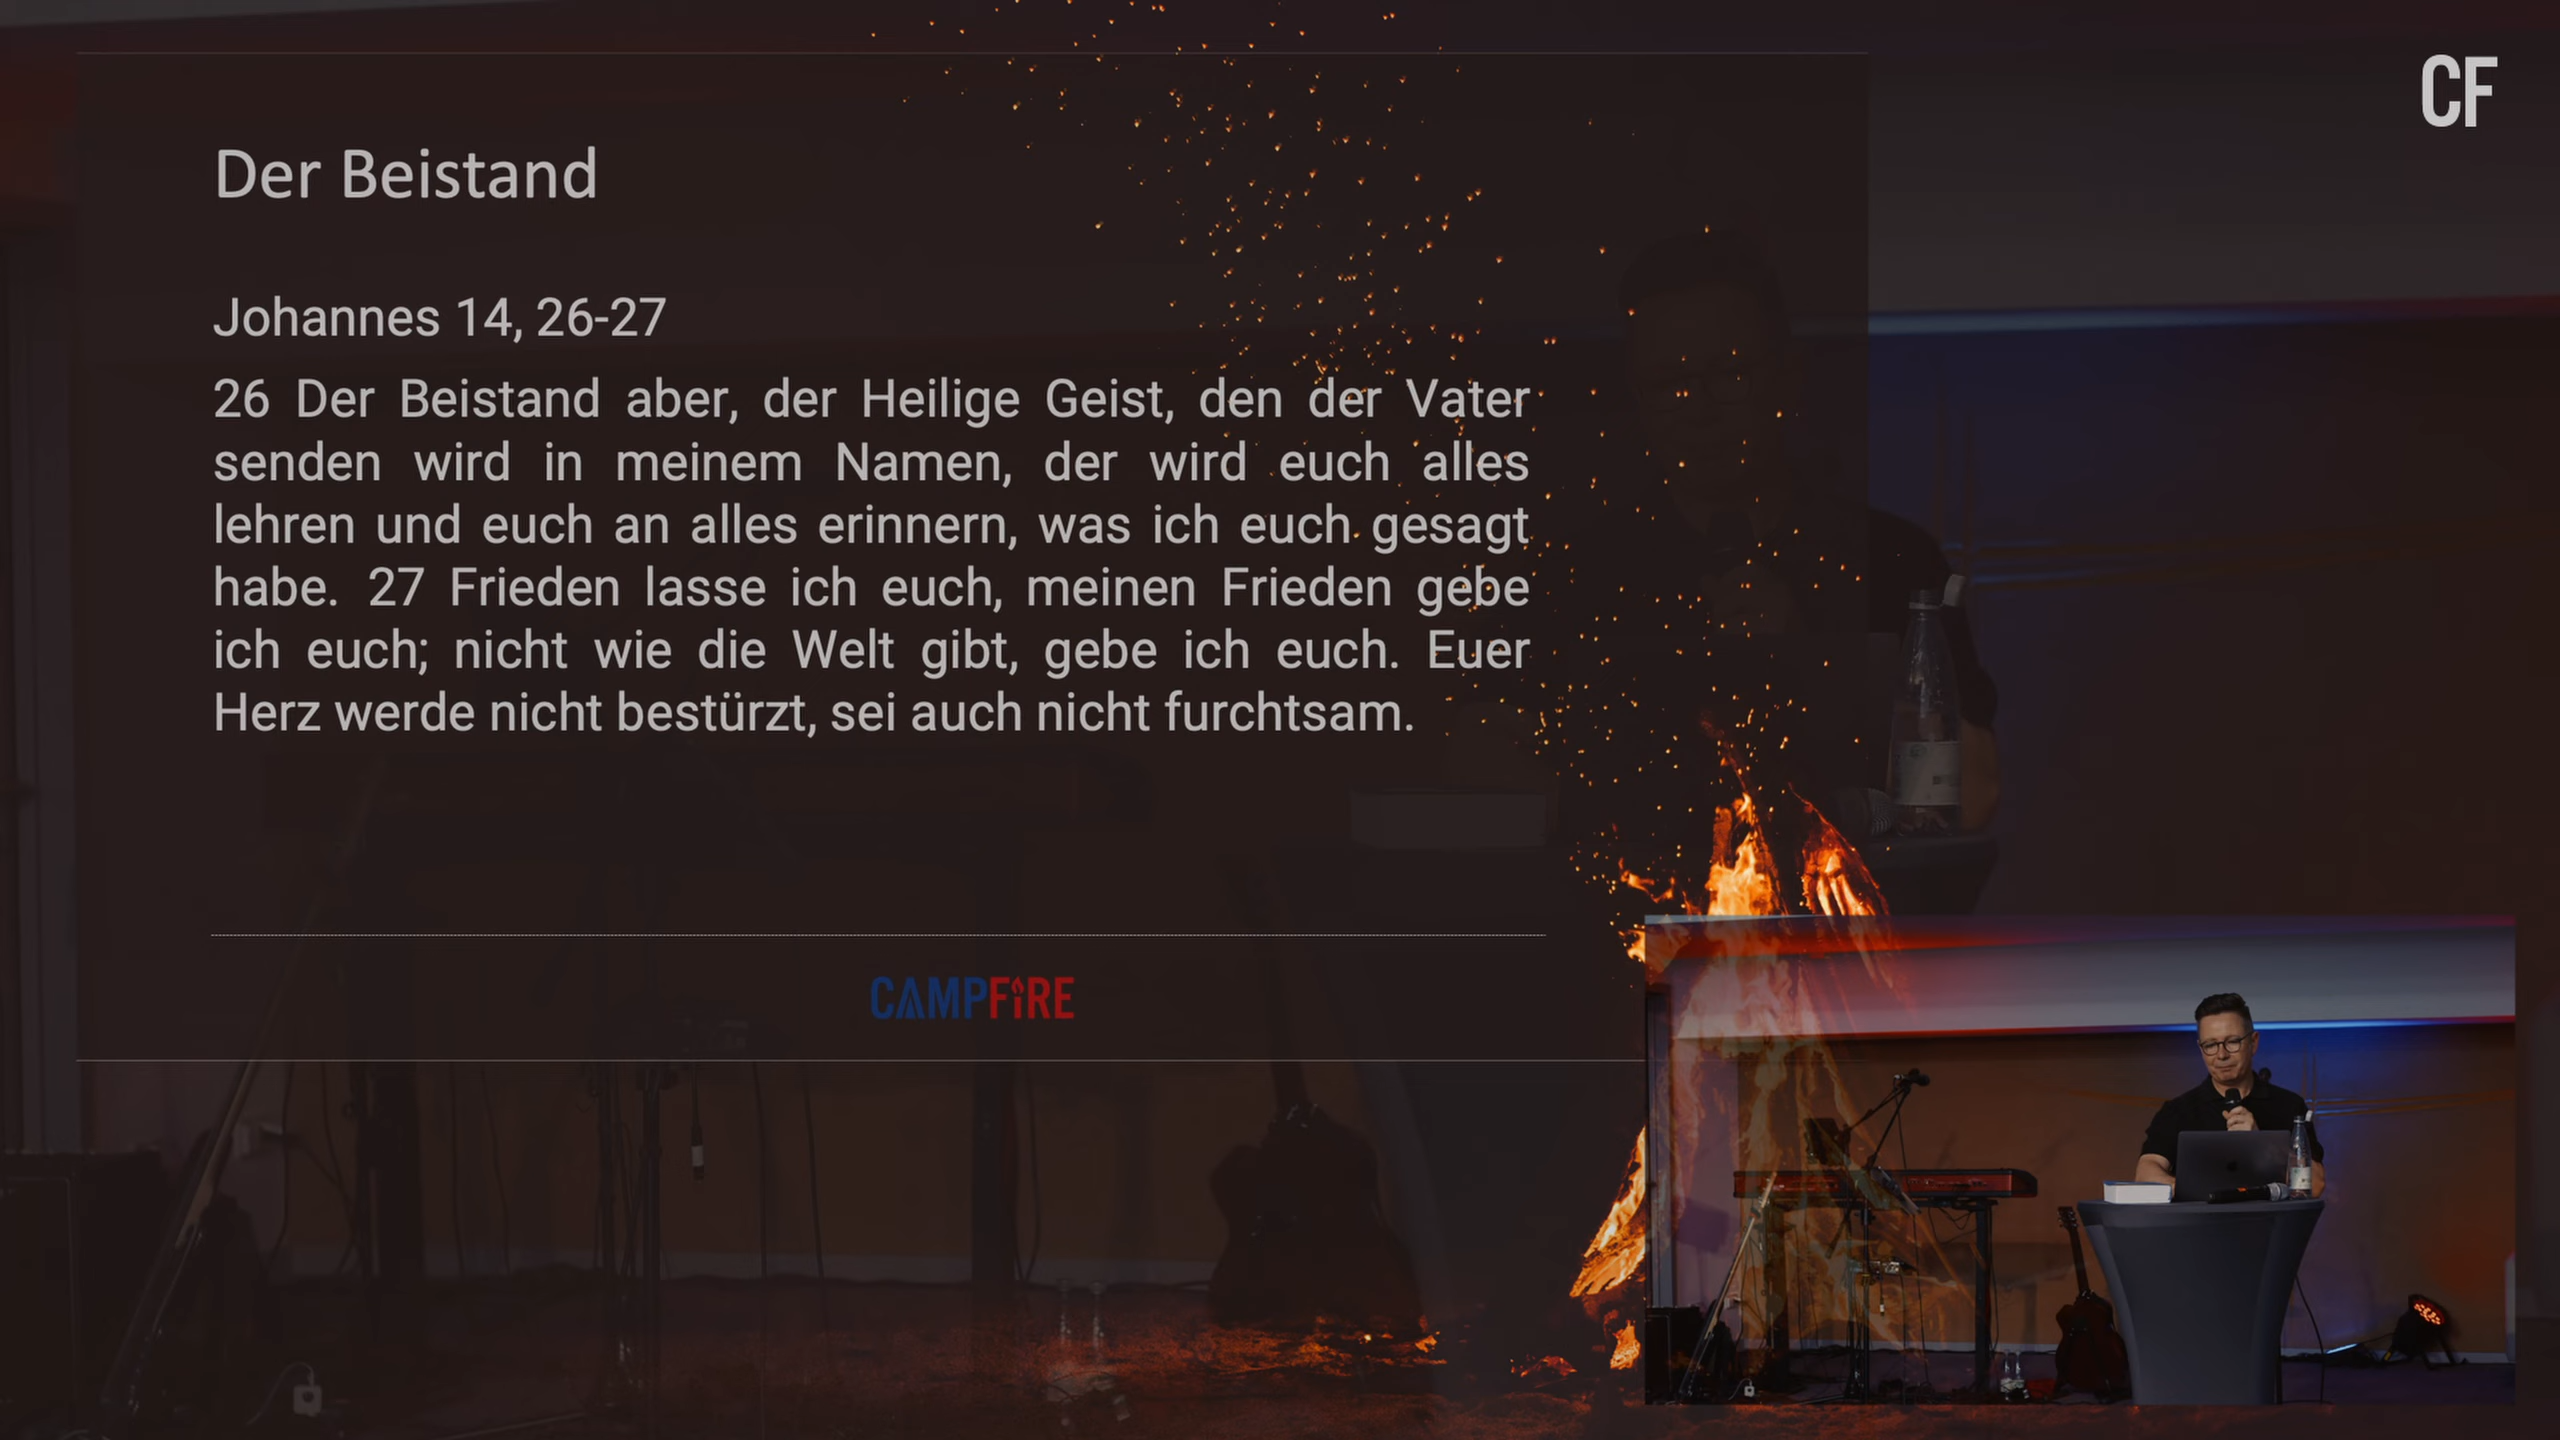 CF
Der Beistand
Johannes 14, 26-27
26 Der Beistand aber, der Heilige Geist, den der Vater
senden wird in meinem Namen, der wird euch alles
lehren und euch an alles erinnern, was ich euch gesagt
habe. 27 Frieden lasse ich euch, meinen Frieden gebe
ich euch; nicht wie die Welt gibt, gebe ich euch. Euer
Herz werde nicht bestürzt, sei auch nicht furchtsam.
CAMPFiRE